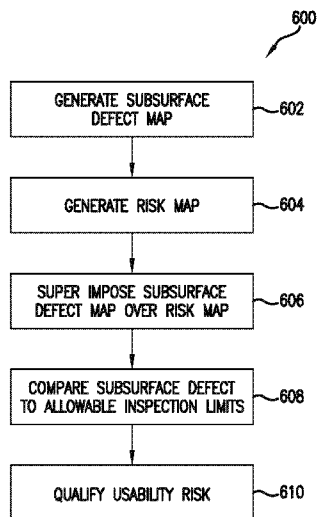 600
GENERATE SUBSURFACE
DEFECT MAP
602
GENERATE RISK MAP
604
SUPER IMPOSE SUBSURFACE
DEFECT MAP OVER RISK MAP
606
COMPARE SUBSURFACE DEFECT
TO ALLOWABLE INSPECTION LIMITS
608
QUALIFY USABILITY RISK
610